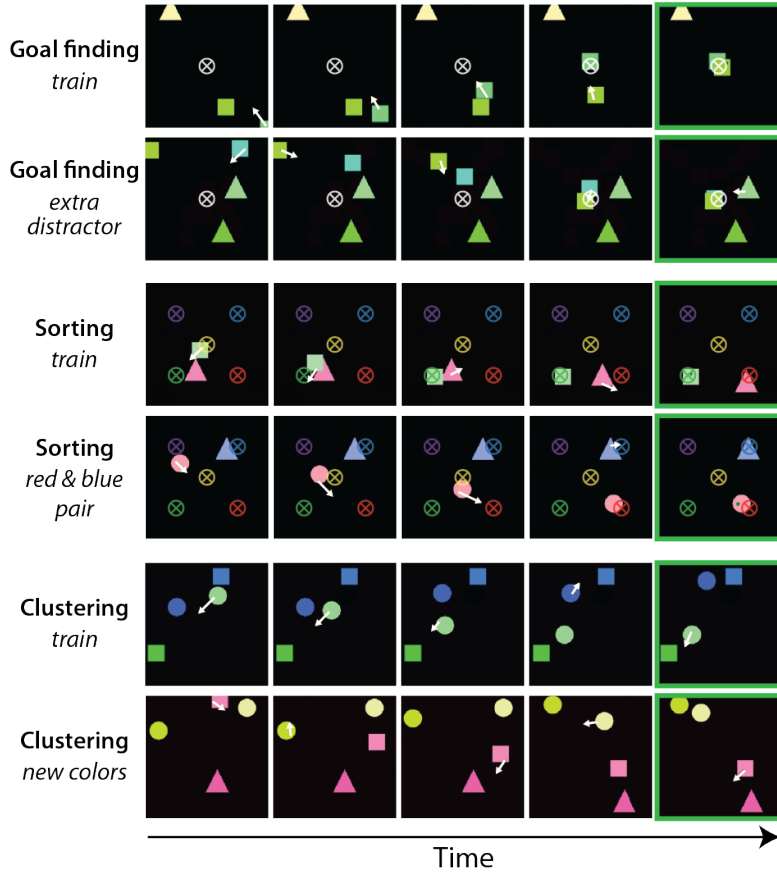 Goal finding
train
Goal finding
extra
distractor
Sorting
train
Sorting
red & blue
pair
Clustering
train
Clustering
new colors
Time